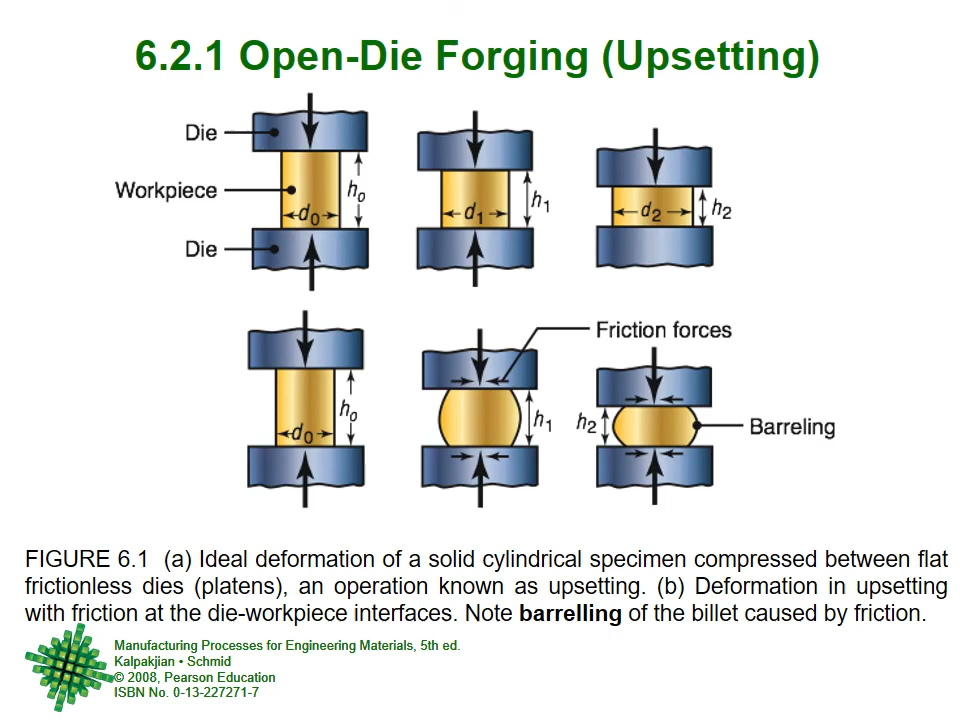 6.2.1 Open-Die Forging (Upsetting)
Die
Workpiece
Die
h₀
d₀
h₁
d₁
h₂
d₂
Friction forces
h₀
d₀
h₁
h₂
Barreling
FIGURE 6.1 (a) Ideal deformation of a solid cylindrical specimen compressed between flat
frictionless dies (platens), an operation known as upsetting. (b) Deformation in upsetting
with friction at the die-workpiece interfaces. Note barrelling of the billet caused by friction.
Manufacturing Processes for Engineering Materials, 5th ed.
Kalpakjian • Schmid
© 2008, Pearson Education
ISBN No. 0-13-227271-7